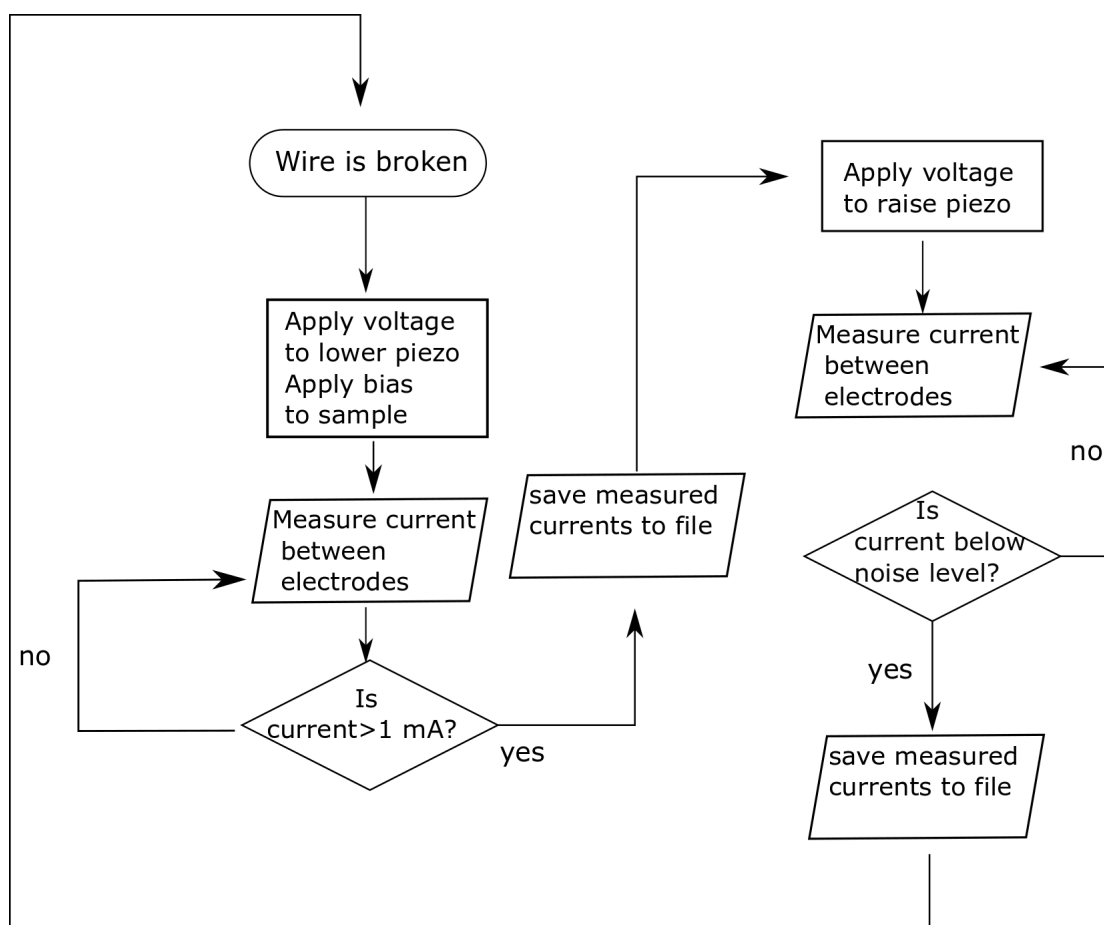 Wire is broken
Apply voltage
to lower piezo
Apply bias
to sample
Measure current
between
electrodes
no
Is
current>1 mA?
yes
save measured
currents to file
Apply voltage
to raise piezo
Measure current
between
electrodes
no
Is
current below
noise level?
yes
save measured
currents to file